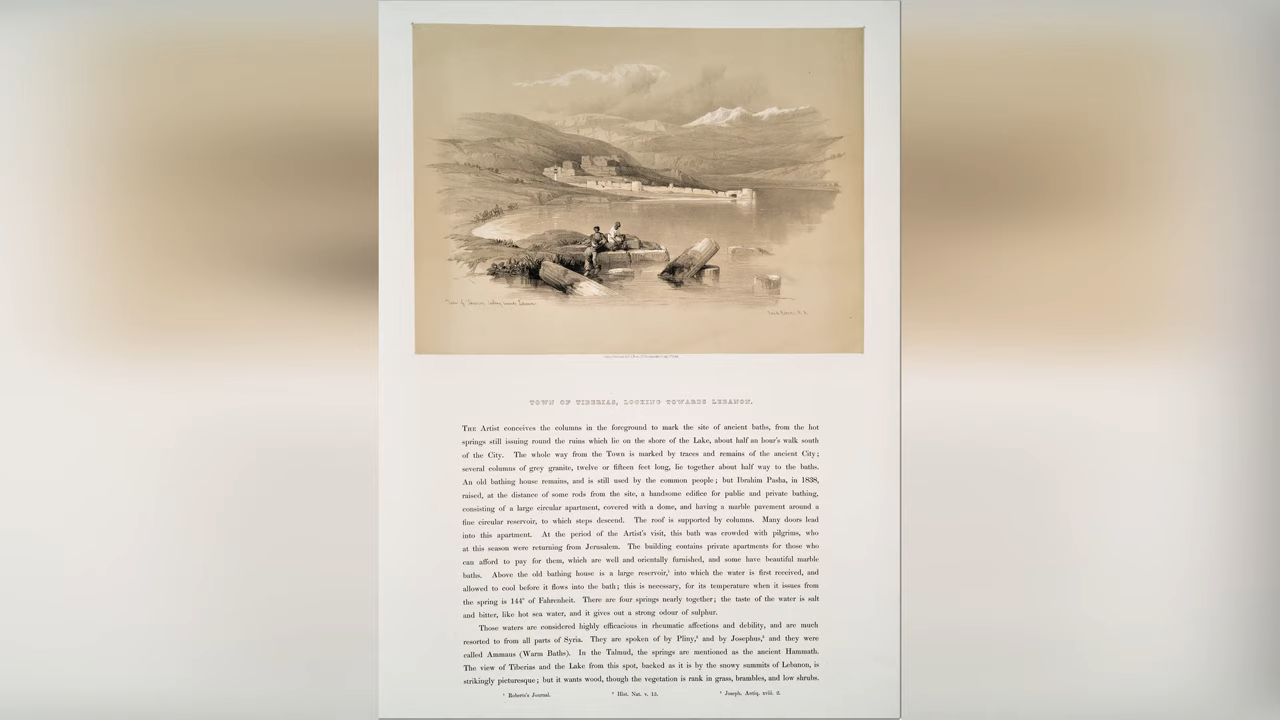 Town of Tiberias looking towards Lebanon
David Roberts. R.A.
TOWN OF TIBERIAS, LOOKING TOWARDS LEBANON.
THE Artist conceives the columns in the foreground to mark the site of ancient baths, from the hot
springs still issuing round the ruins which lie on the shore of the Lake, about half an hour's walk south
of the City. The whole way from the Town is marked by traces and remains of the ancient City;
several columns of grey granite, twelve or fifteen feet long, lie together about half way to the baths.
An old bathing house remains, and is still used by the common people; but Ibrahim Pasha, in 1838,
raised, at the distance of some rods from the site, a handsome edifice for public and private bathing,
consisting of a large circular apartment, covered with a dome, and having a marble pavement around a
fine circular reservoir, to which steps descend. The roof is supported by columns. Many doors lead
into this apartment. At the period of the Artist's visit, this bath was crowded with pilgrims, who
at this season were returning from Jerusalem. The building contains private apartments for those who
can afford to pay for them, which are well and orientally furnished, and some have beautiful marble
baths. Above the old bathing house is a large reservoir,¹ into which the water is first received, and
allowed to cool before it flows into the bath; this is necessary, for its temperature when it issues from
the spring is 144° of Fahrenheit. There are four springs nearly together; the taste of the water is salt
and bitter, like hot sea water, and it gives out a strong odour of sulphur.
Those waters are considered highly efficacious in rheumatic affections and debility, and are much
resorted to from all parts of Syria. They are spoken of by Pliny,² and by Josephus,³ and they were
called Ammaus (Warm Baths). In the Talmud, the springs are mentioned as the ancient Hammath.
The view of Tiberias and the Lake from this spot, backed as it is by the snowy summits of Lebanon, is
strikingly picturesque; but it wants wood, though the vegetation is rank in grass, brambles, and low shrubs.
¹ Roberts's Journal. ² Hist. Nat. v. 15. ³ Joseph. Antiq. xviii. 2.